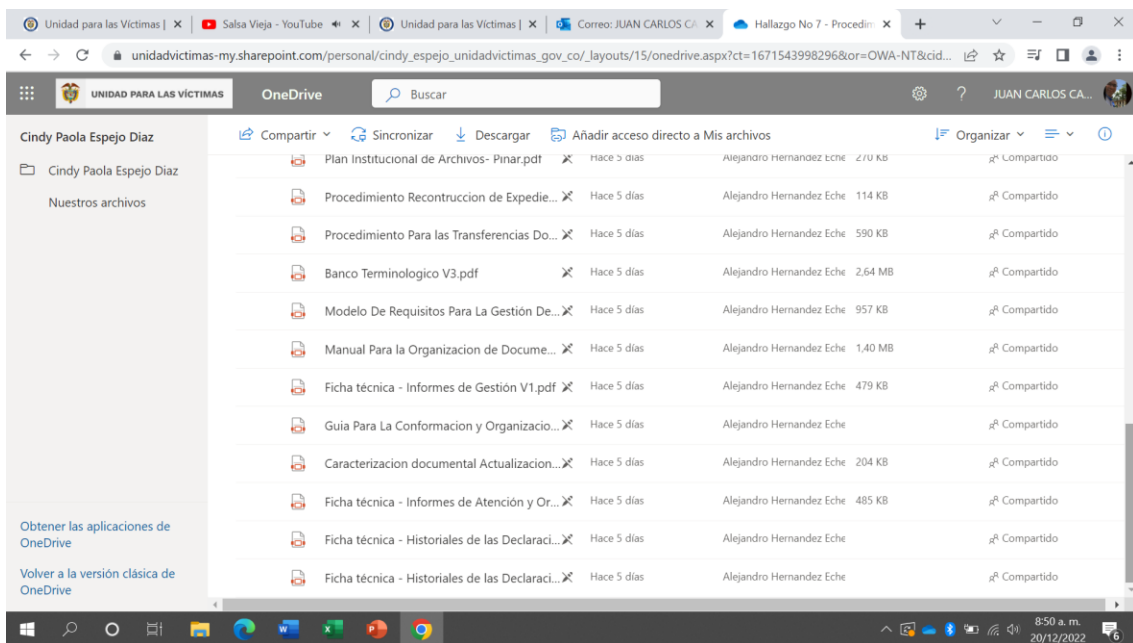 Unidad para las Víctimas |
Salsa Vieja - YouTube
Unidad para las Víctimas |
Correo: JUAN CARLOS CA
Hallazgo No 7 - Procedim
unidadvictimas-my.sharepoint.com/personal/cindy_espejo_unidadvictimas_gov_co/_layouts/15/onedrive.aspx?ct=1671543998296&or=OWA-NT&cid...
UNIDAD PARA LAS VÍCTIMAS
OneDrive
Buscar
JUAN CARLOS CA...
Cindy Paola Espejo Diaz
Compartir
Sincronizar
Descargar
Añadir acceso directo a Mis archivos
Organizar
Cindy Paola Espejo Diaz
Nuestros archivos
Plan Institucional de Archivos- Pinar.pdf Hace 5 días Alejandro Hernandez Eche 270 KB Compartido
Procedimiento Recontruccion de Expedie... Hace 5 días Alejandro Hernandez Eche 114 KB Compartido
Procedimiento Para las Transferencias Do... Hace 5 días Alejandro Hernandez Eche 590 KB Compartido
Banco Terminologico V3.pdf Hace 5 días Alejandro Hernandez Eche 2,64 MB Compartido
Modelo De Requisitos Para La Gestión De... Hace 5 días Alejandro Hernandez Eche 957 KB Compartido
Manual Para la Organizacion de Docume... Hace 5 días Alejandro Hernandez Eche 1,40 MB Compartido
Ficha técnica - Informes de Gestión V1.pdf Hace 5 días Alejandro Hernandez Eche 479 KB Compartido
Guia Para La Conformacion y Organizacio... Hace 5 días Alejandro Hernandez Eche Compartido
Caracterizacion documental Actualizacion... Hace 5 días Alejandro Hernandez Eche 204 KB Compartido
Ficha técnica - Informes de Atención y Or... Hace 5 días Alejandro Hernandez Eche 485 KB Compartido
Ficha técnica - Historiales de las Declaraci... Hace 5 días Alejandro Hernandez Eche Compartido
Ficha técnica - Historiales de las Declaraci... Hace 5 días Alejandro Hernandez Eche Compartido
Obtener las aplicaciones de
OneDrive
Volver a la versión clásica de
OneDrive
8:50 a. m.
20/12/2022
6